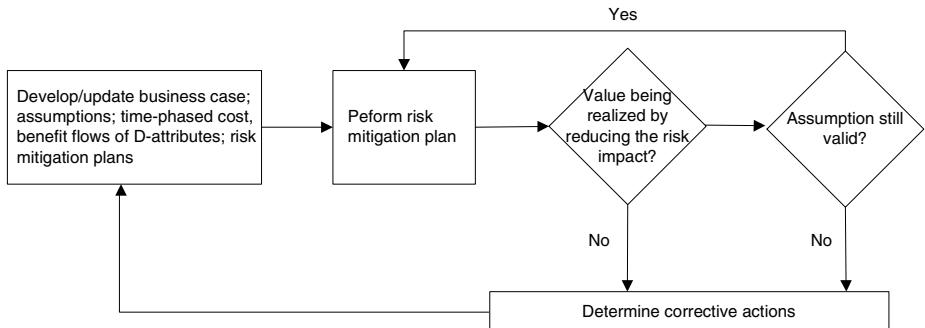 Yes
Develop/update business case;
assumptions; time-phased cost,
benefit flows of D-attributes; risk
mitigation plans
Peform risk
mitigation plan
Value being
realized by
reducing the risk
impact?
Assumption still
valid?
No
No
Determine corrective actions